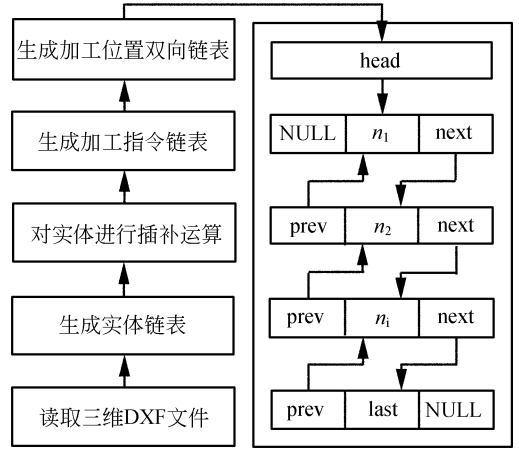 生成加工位置双向链表
生成加工指令链表
对实体进行插补运算
生成实体链表
读取三维DXF文件
head
NULL n1 next
prev n2 next
prev ni next
prev last NULL